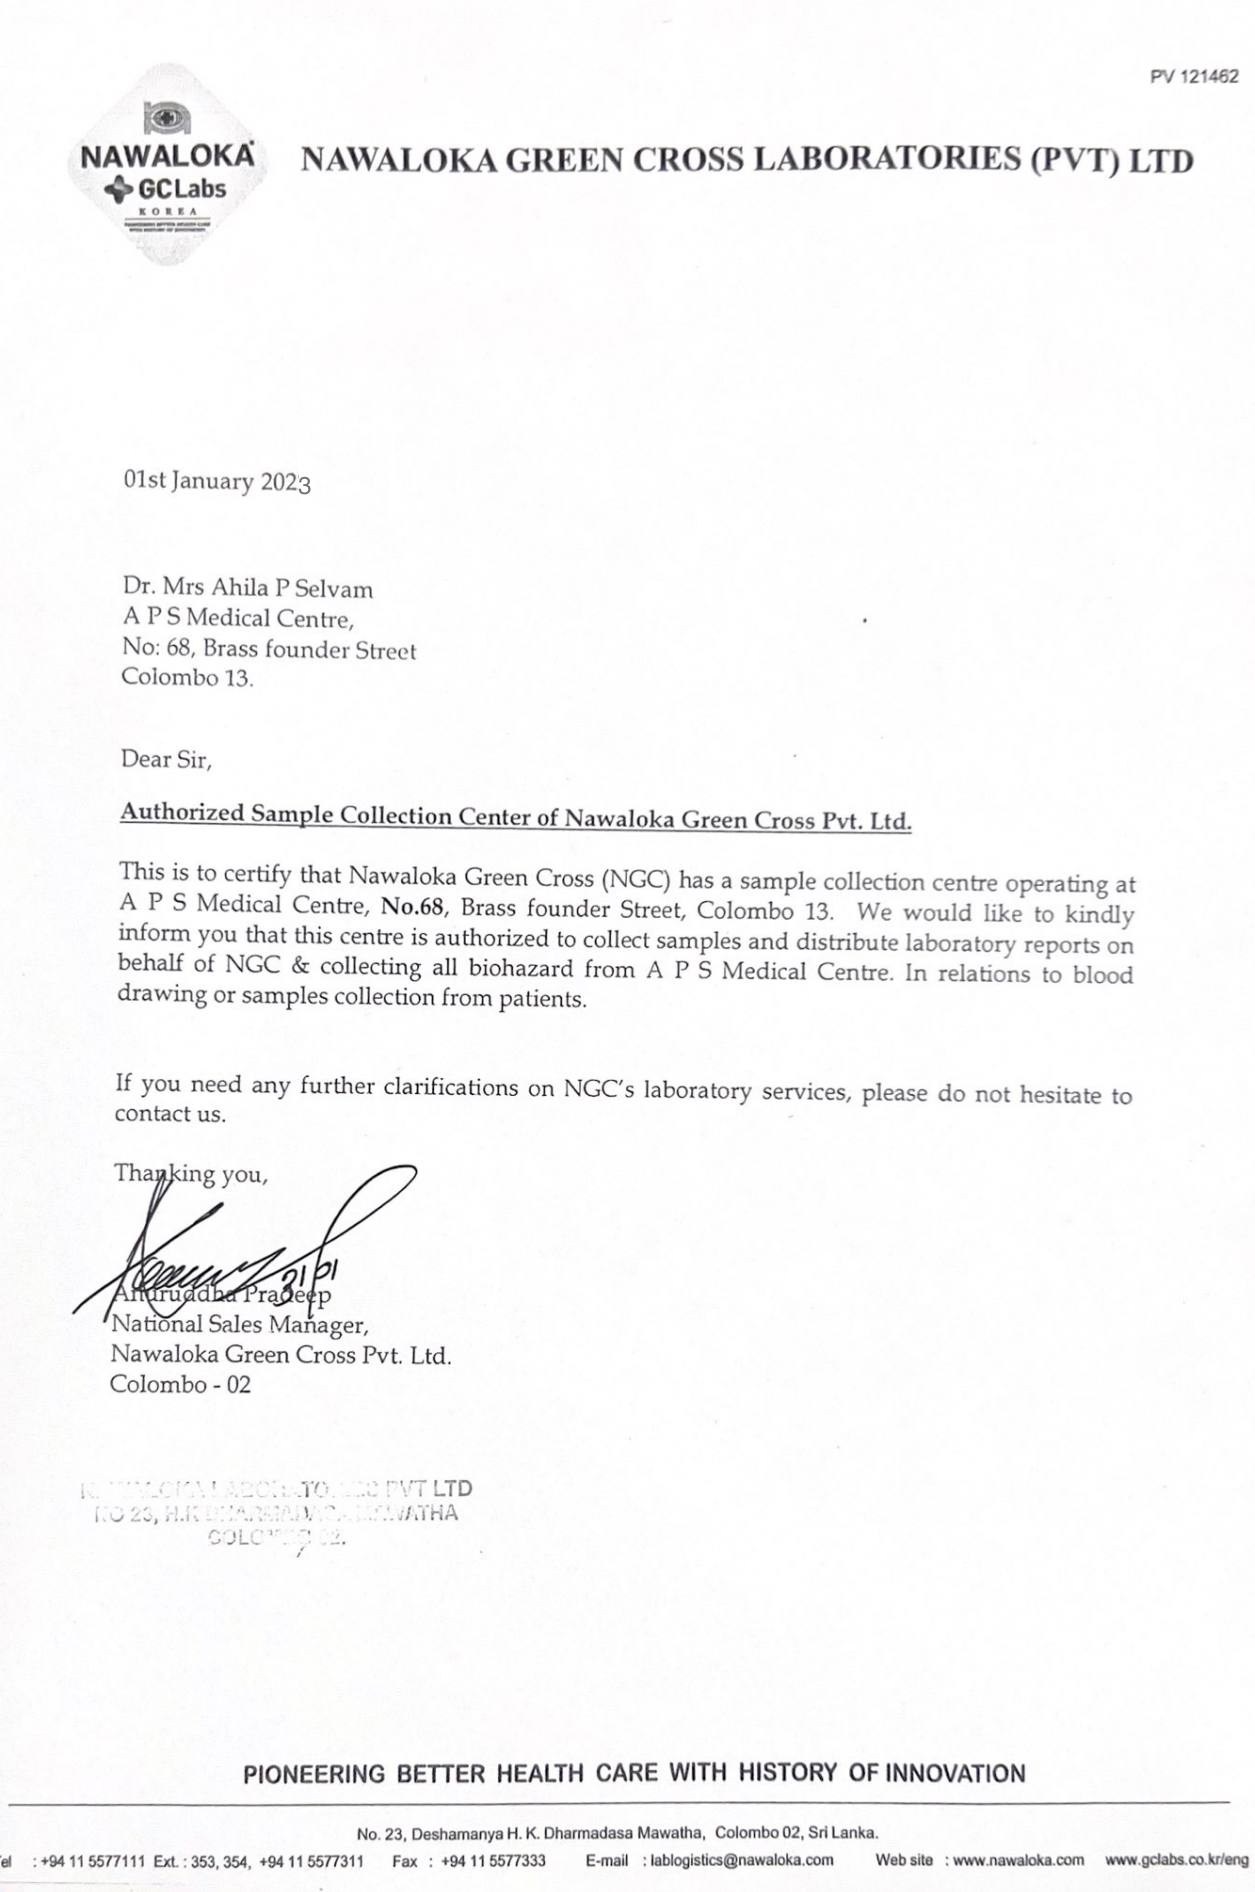 PV 121462
NAWALOKA
GCLabs
KOREA
NAWALOKA GREEN CROSS LABORATORIES (PVT) LTD
01st January 2023
Dr. Mrs Ahila P Selvam
A P S Medical Centre,
No: 68, Brass founder Street
Colombo 13.
Dear Sir,
Authorized Sample Collection Center of Nawaloka Green Cross Pvt. Ltd.
This is to certify that Nawaloka Green Cross (NGC) has a sample collection centre operating at
A P S Medical Centre, No.68, Brass founder Street, Colombo 13. We would like to kindly
inform you that this centre is authorized to collect samples and distribute laboratory reports on
behalf of NGC & collecting all biohazard from A P S Medical Centre. In relations to blood
drawing or samples collection from patients.
If you need any further clarifications on NGC's laboratory services, please do not hesitate to
contact us.
Thanking you,
31/01
Anuruddha Pradeep
National Sales Manager,
Nawaloka Green Cross Pvt. Ltd.
Colombo - 02
PVT LTD
NO 23, H.K
COLOMBO 02.
PIONEERING BETTER HEALTH CARE WITH HISTORY OF INNOVATION
No. 23, Deshamanya H. K. Dharmadasa Mawatha, Colombo 02, Sri Lanka.
: +94 11 5577111 Ext. : 353, 354, +94 11 5577311 Fax : +94 11 5577333 E-mail : lablogistics@nawaloka.com Web site : www.nawaloka.com www.gclabs.co.kr/eng